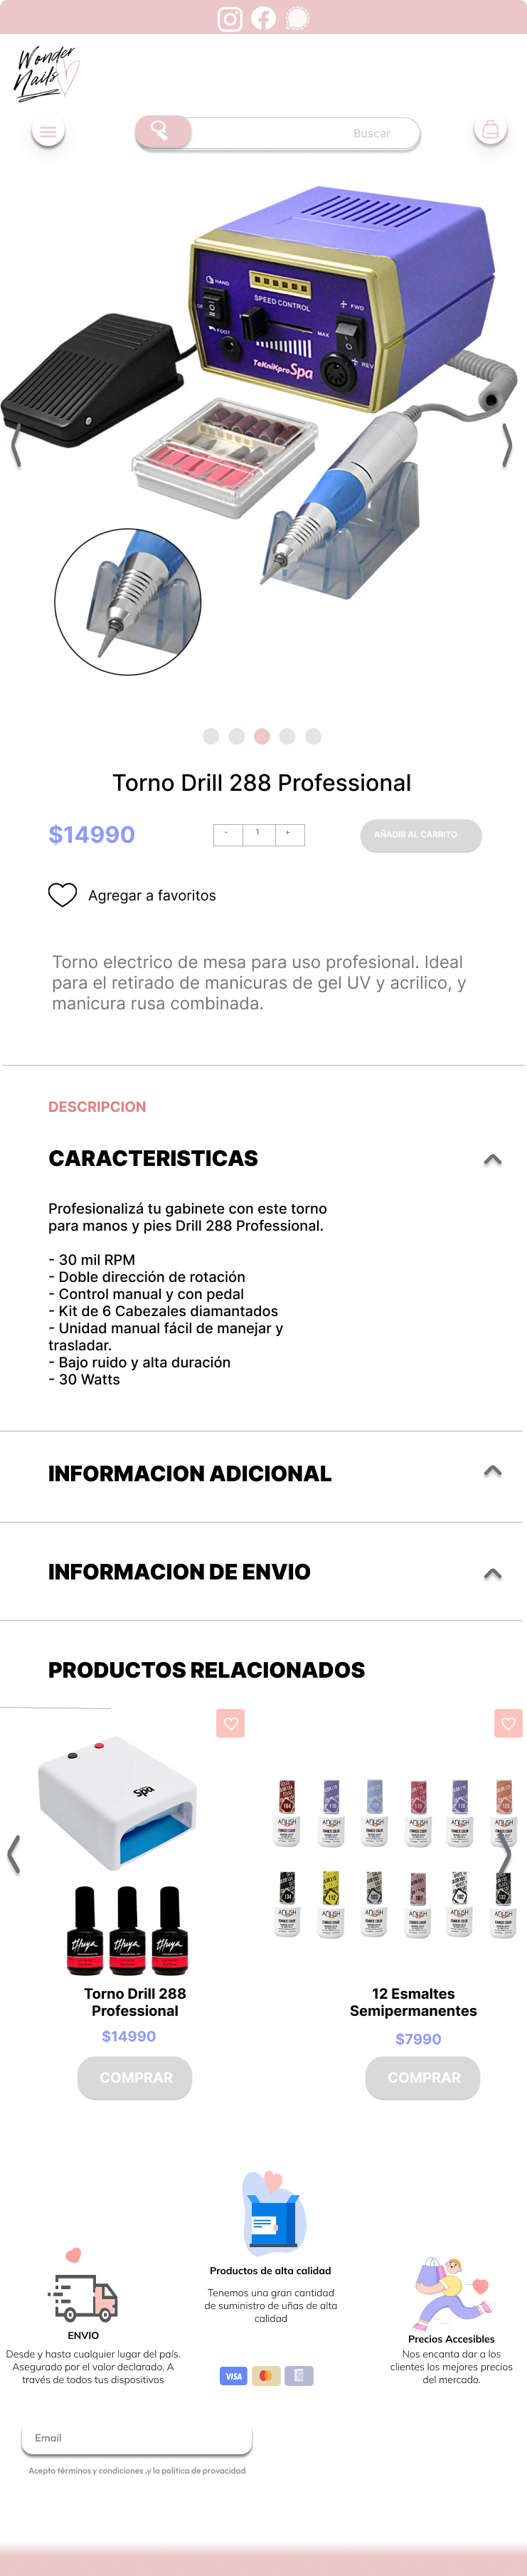 Wonder
Nails
Buscar
HAND
SPEED CONTROL
FWD
FOOT
MAX
REV
TeKniKpro Spa
Torno Drill 288 Professional
$14990
- 1 +
AÑADIR AL CARRITO
Agregar a favoritos
Torno electrico de mesa para uso profesional. Ideal
para el retirado de manicuras de gel UV y acrilico, y
manicura rusa combinada.
DESCRIPCION
CARACTERISTICAS
Profesionalizá tu gabinete con este torno
para manos y pies Drill 288 Professional.
- 30 mil RPM
- Doble dirección de rotación
- Control manual y con pedal
- Kit de 6 Cabezales diamantados
- Unidad manual fácil de manejar y
trasladar.
- Bajo ruido y alta duración
- 30 Watts
INFORMACION ADICIONAL
INFORMACION DE ENVIO
PRODUCTOS RELACIONADOS
Spa
Thuya Thuya Thuya
Torno Drill 288
Professional
$14990
COMPRAR
12 Esmaltes
Semipermanentes
$7990
COMPRAR
Productos de alta calidad
Tenemos una gran cantidad
de suministro de uñas de alta
calidad
ENVIO
Desde y hasta cualquier lugar del país.
Asegurado por el valor declarado. A
través de todos tus dispositivos
Precios Accesibles
Nos encanta dar a los
clientes los mejores precios
del mercado.
VISA
Email
Acepto términos y condiciones ,y la politica de provacidad